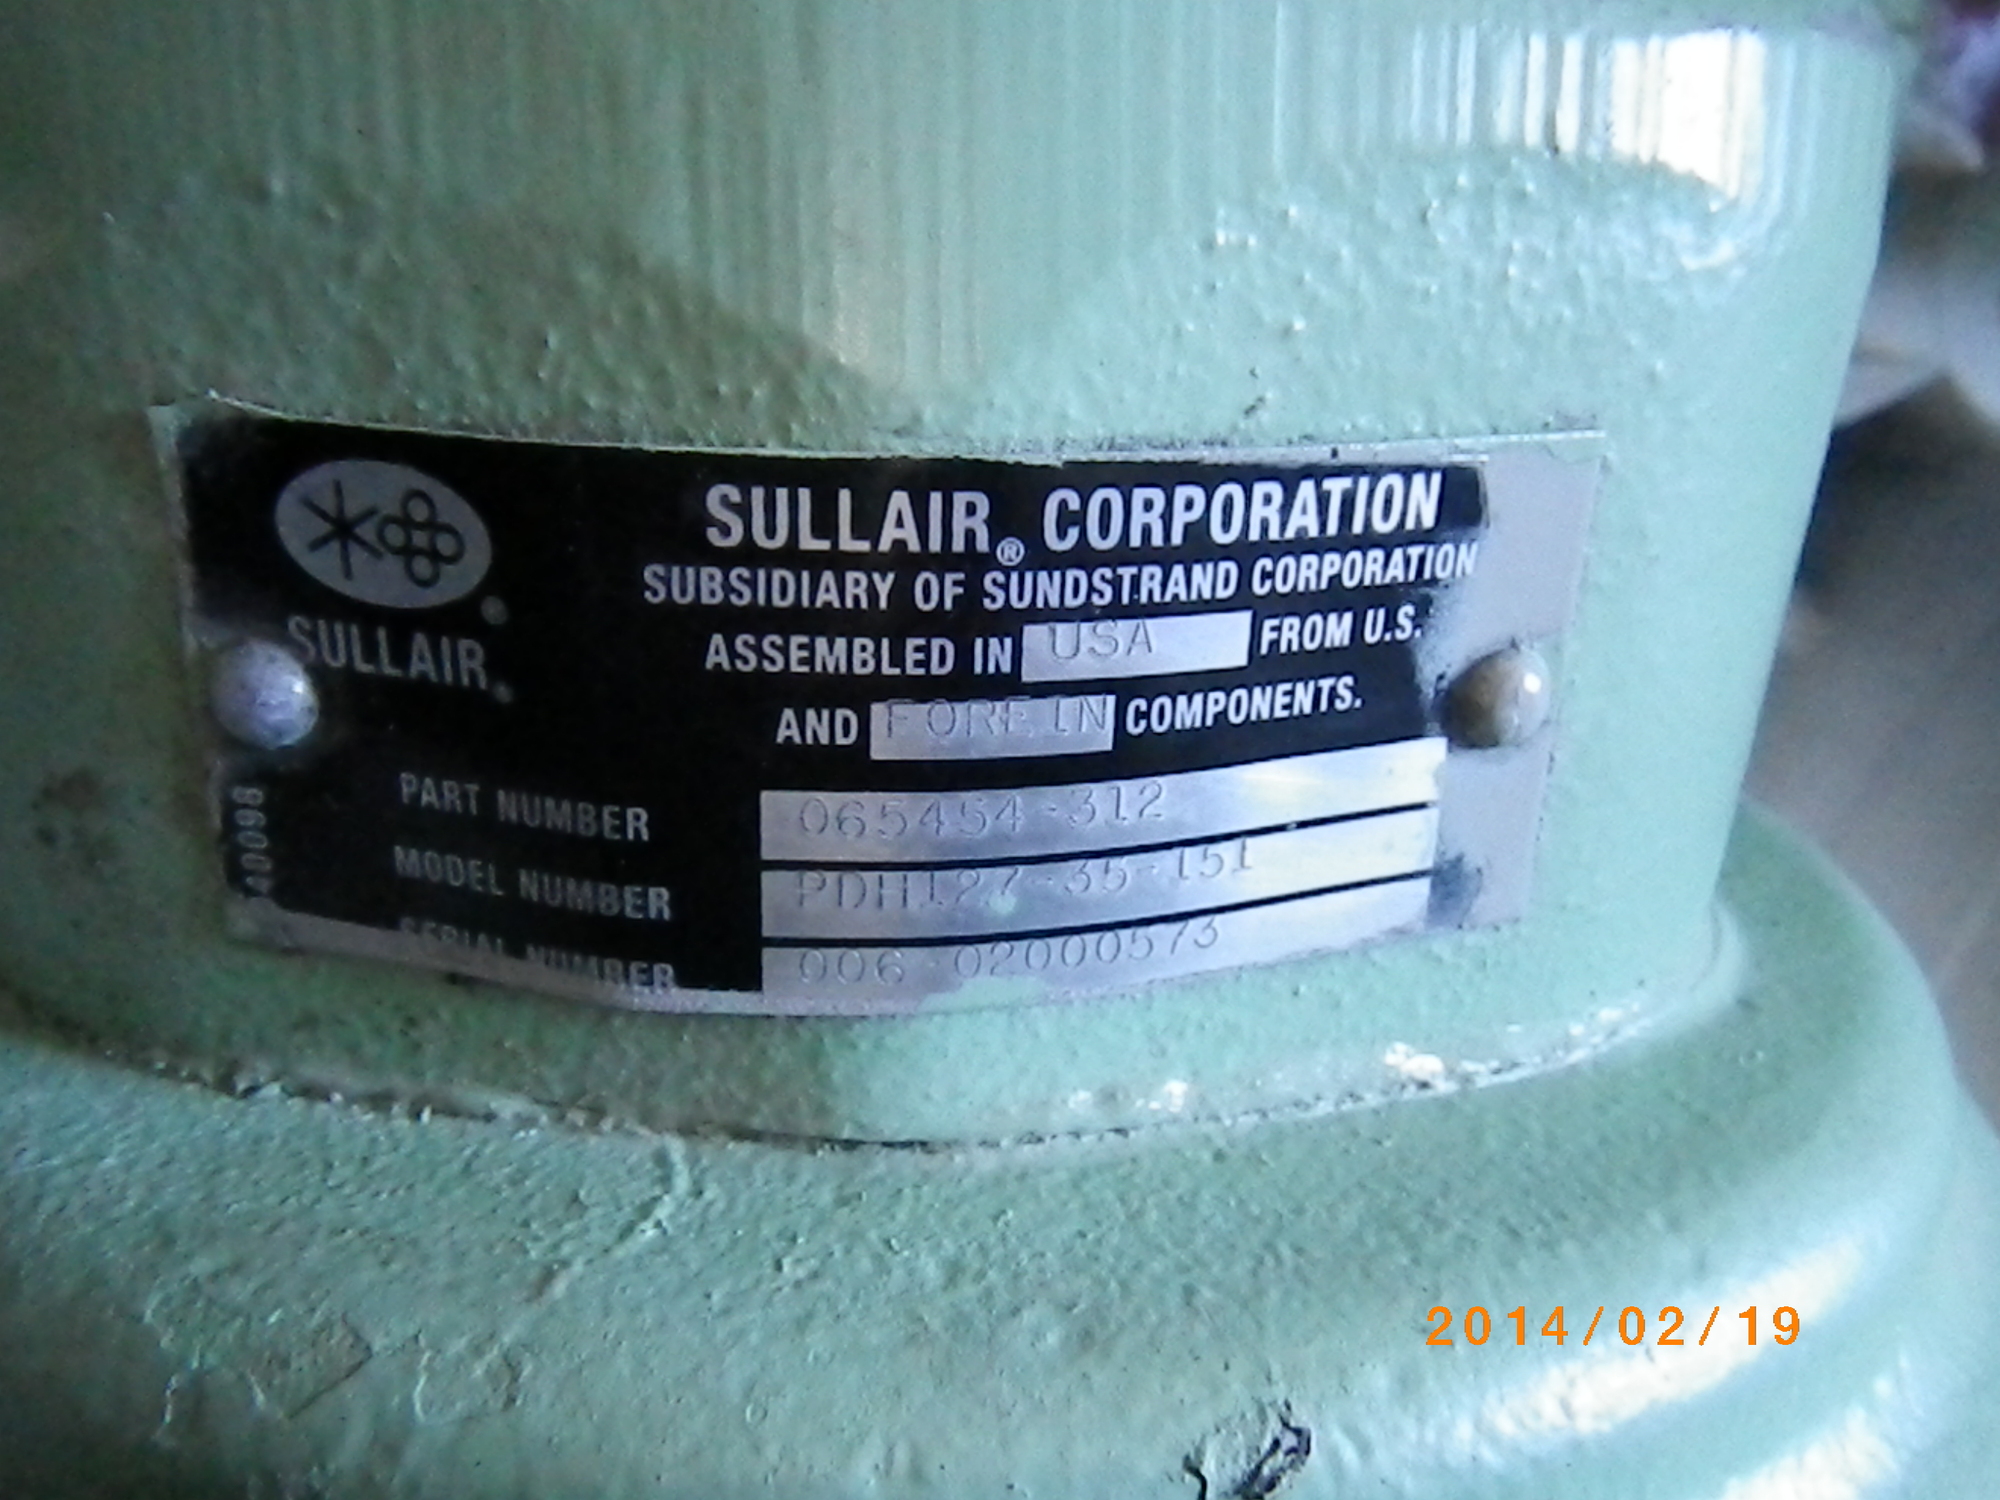 SULLAIR® CORPORATION
SUBSIDIARY OF SUNDSTRAND CORPORATION
ASSEMBLED IN USA FROM U.S.
AND FOREIN COMPONENTS.
SULLAIR®
PART NUMBER 065454-312
MODEL NUMBER PDH127-35-151
SERIAL NUMBER 006-02000573
2014/02/19